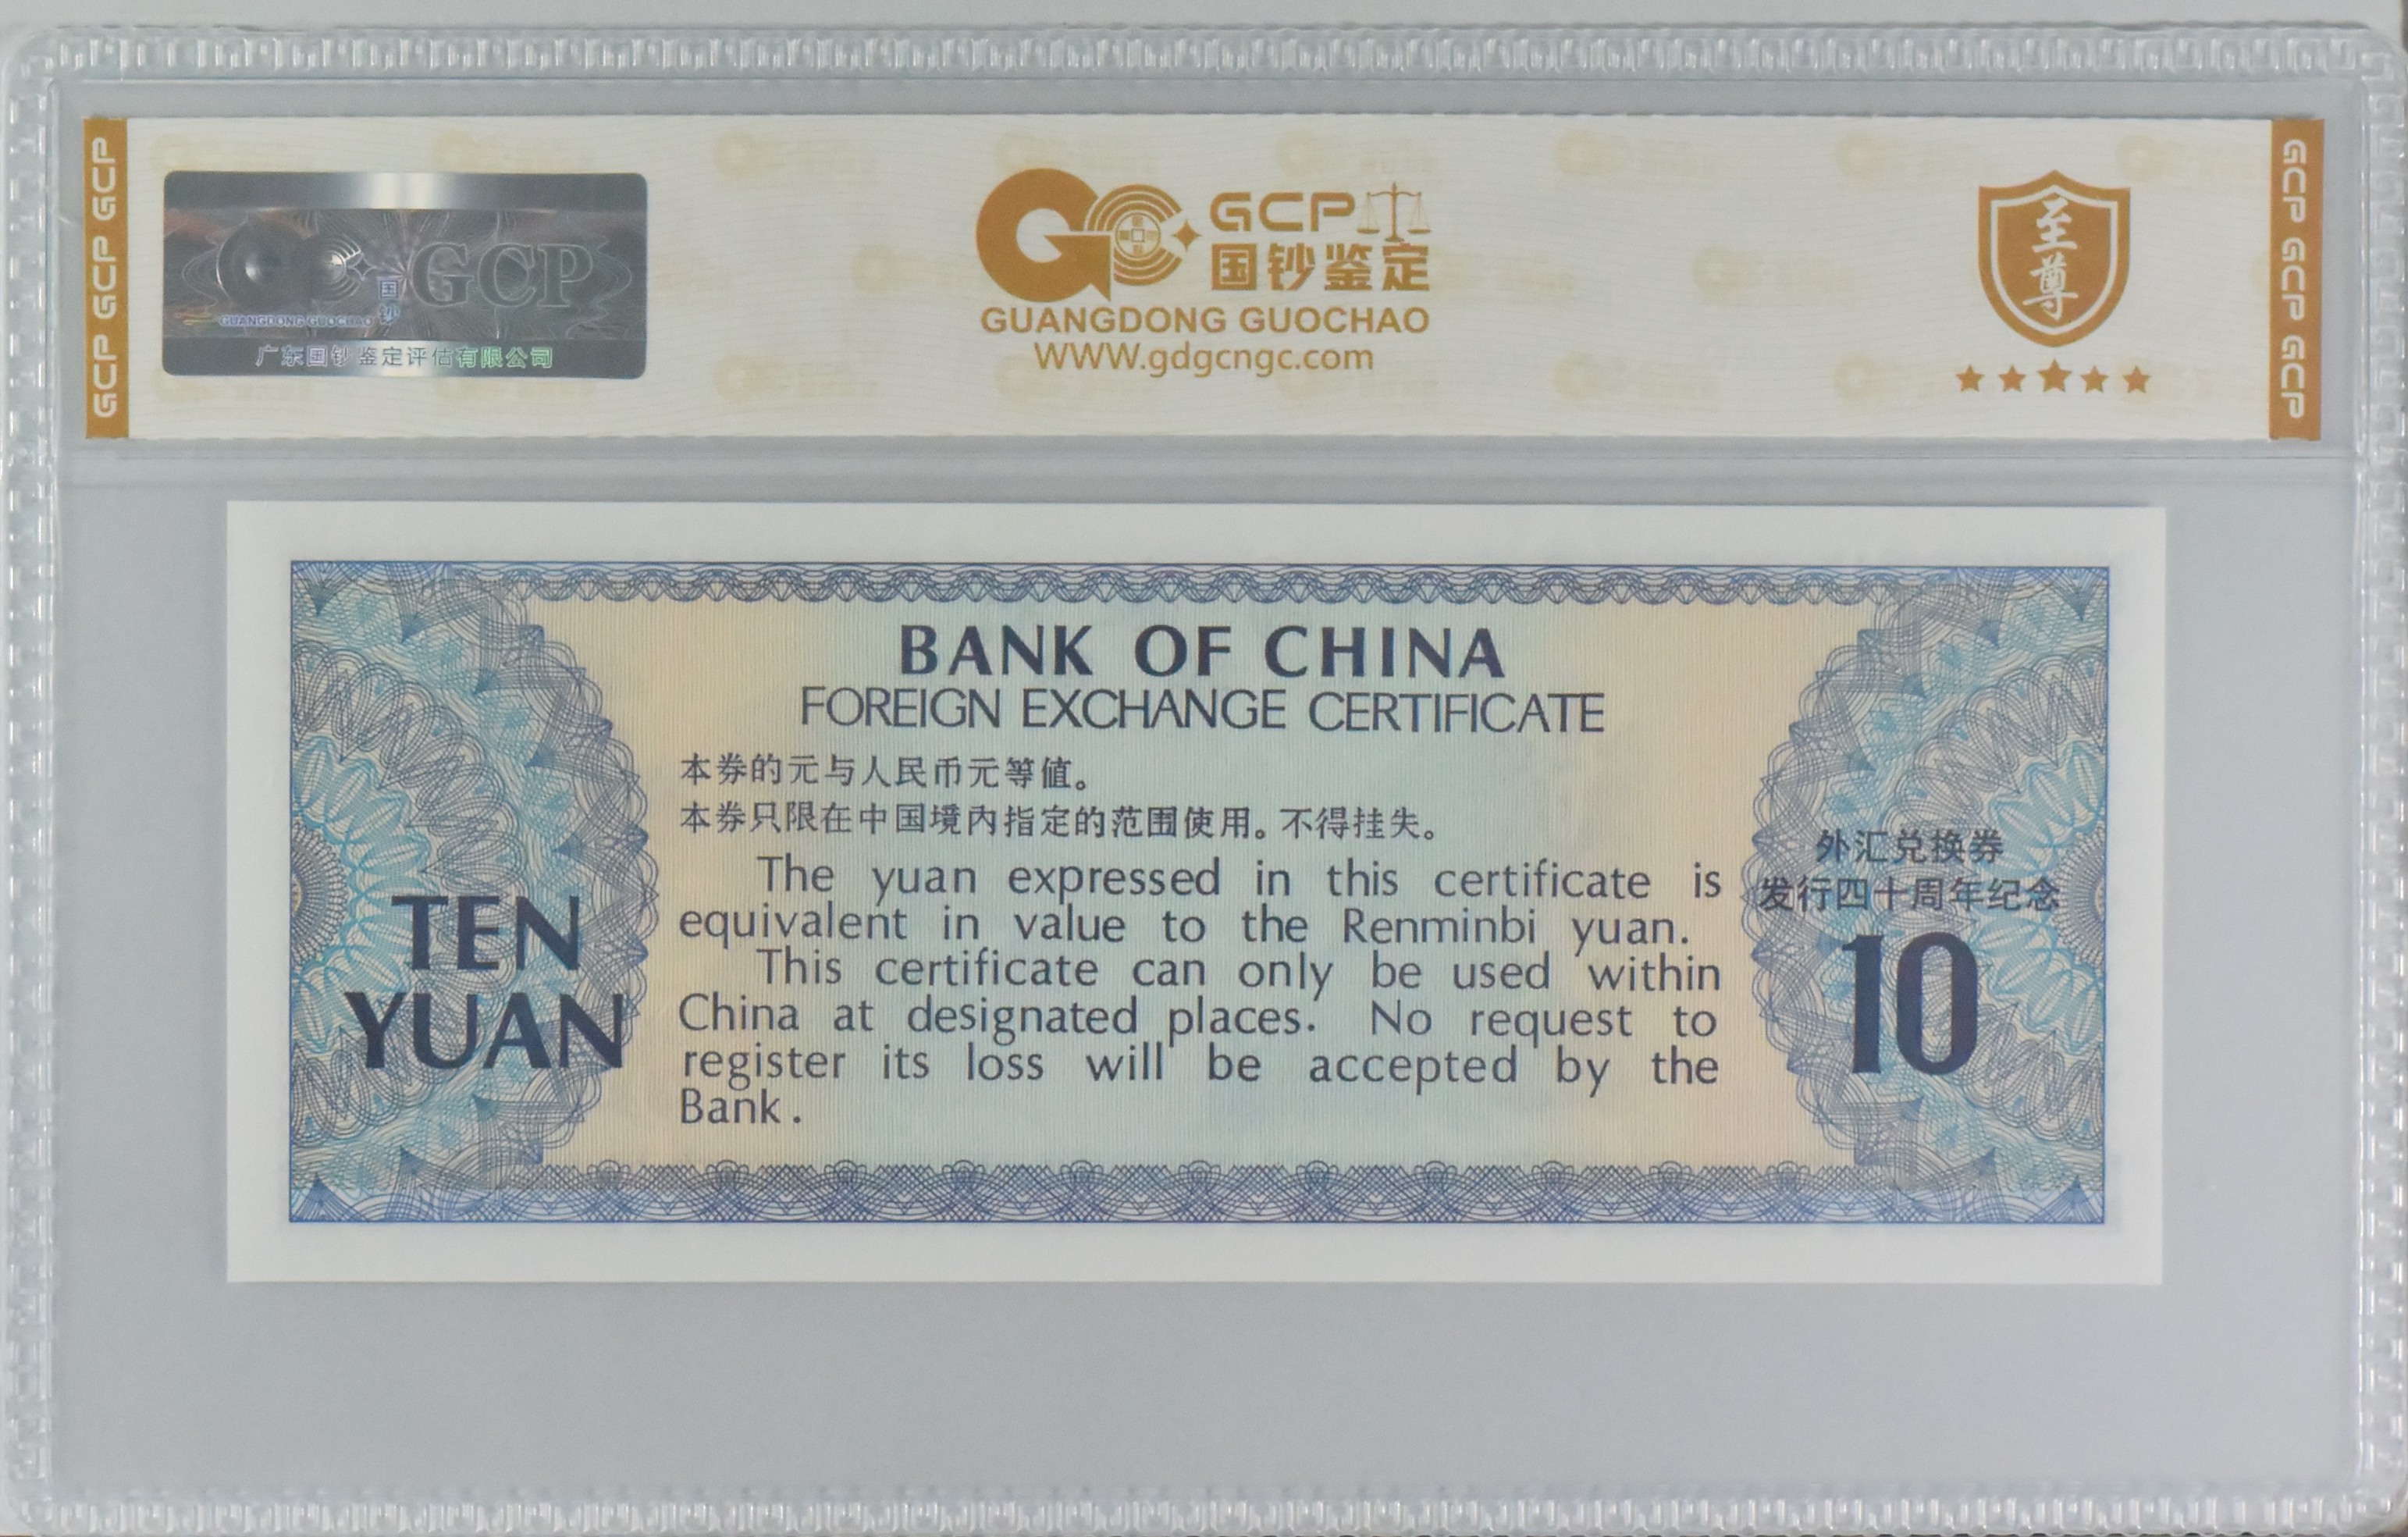 GCP GCP GCP
GCP
国钞
GUANGDONG GUOCHAO
广东国钞鉴定评估有限公司
GCP
国钞鉴定
GUANGDONG GUOCHAO
WWW.gdgcngc.com
至尊
GCP GCP GCP
BANK OF CHINA
FOREIGN EXCHANGE CERTIFICATE
本券的元与人民币元等值。
本券只限在中国境内指定的范围使用。不得挂失。
The yuan expressed in this certificate is
equivalent in value to the Renminbi yuan.
This certificate can only be used within
China at designated places. No request to
register its loss will be accepted by the
Bank.
TEN
YUAN
外汇兑换券
发行四十周年纪念
10